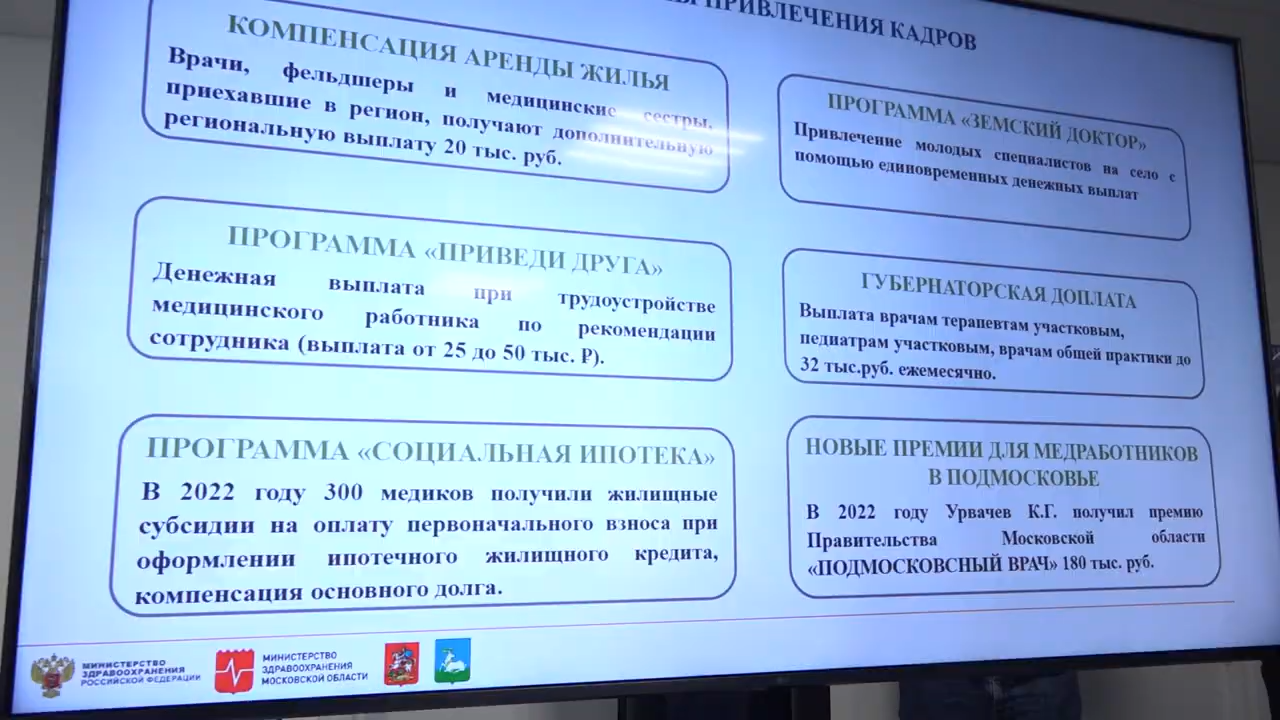 ПРИВЛЕЧЕНИЯ КАДРОВ
КОМПЕНСАЦИЯ АРЕНДЫ ЖИЛЬЯ
Врачи, фельдшеры и медицинские сестры,
приехавшие в регион, получают дополнительную
региональную выплату 20 тыс. руб.
ПРОГРАММА «ПРИВЕДИ ДРУГА»
Денежная выплата при трудоустройстве
медицинского работника по рекомендации
сотрудника (выплата от 25 до 50 тыс. ₽).
ПРОГРАММА «СОЦИАЛЬНАЯ ИПОТЕКА»
В 2022 году 300 медиков получили жилищные
субсидии на оплату первоначального взноса при
оформлении ипотечного жилищного кредита,
компенсация основного долга.
ПРОГРАММА «ЗЕМСКИЙ ДОКТОР»
Привлечение молодых специалистов на село с
помощью единовременных денежных выплат
ГУБЕРНАТОРСКАЯ ДОПЛАТА
Выплата врачам терапевтам участковым,
педиатрам участковым, врачам общей практики до
32 тыс.руб. ежемесячно.
НОВЫЕ ПРЕМИИ ДЛЯ МЕДРАБОТНИКОВ
В ПОДМОСКОВЬЕ
В 2022 году Урвачев К.Г. получил премию
Правительства Московской области
«ПОДМОСКОВСНЫЙ ВРАЧ» 180 тыс. руб.
МИНИСТЕРСТВО
ЗДРАВООХРАНЕНИЯ
РОССИЙСКОЙ ФЕДЕРАЦИИ
МИНИСТЕРСТВО
ЗДРАВООХРАНЕНИЯ
МОСКОВСКОЙ ОБЛАСТИ